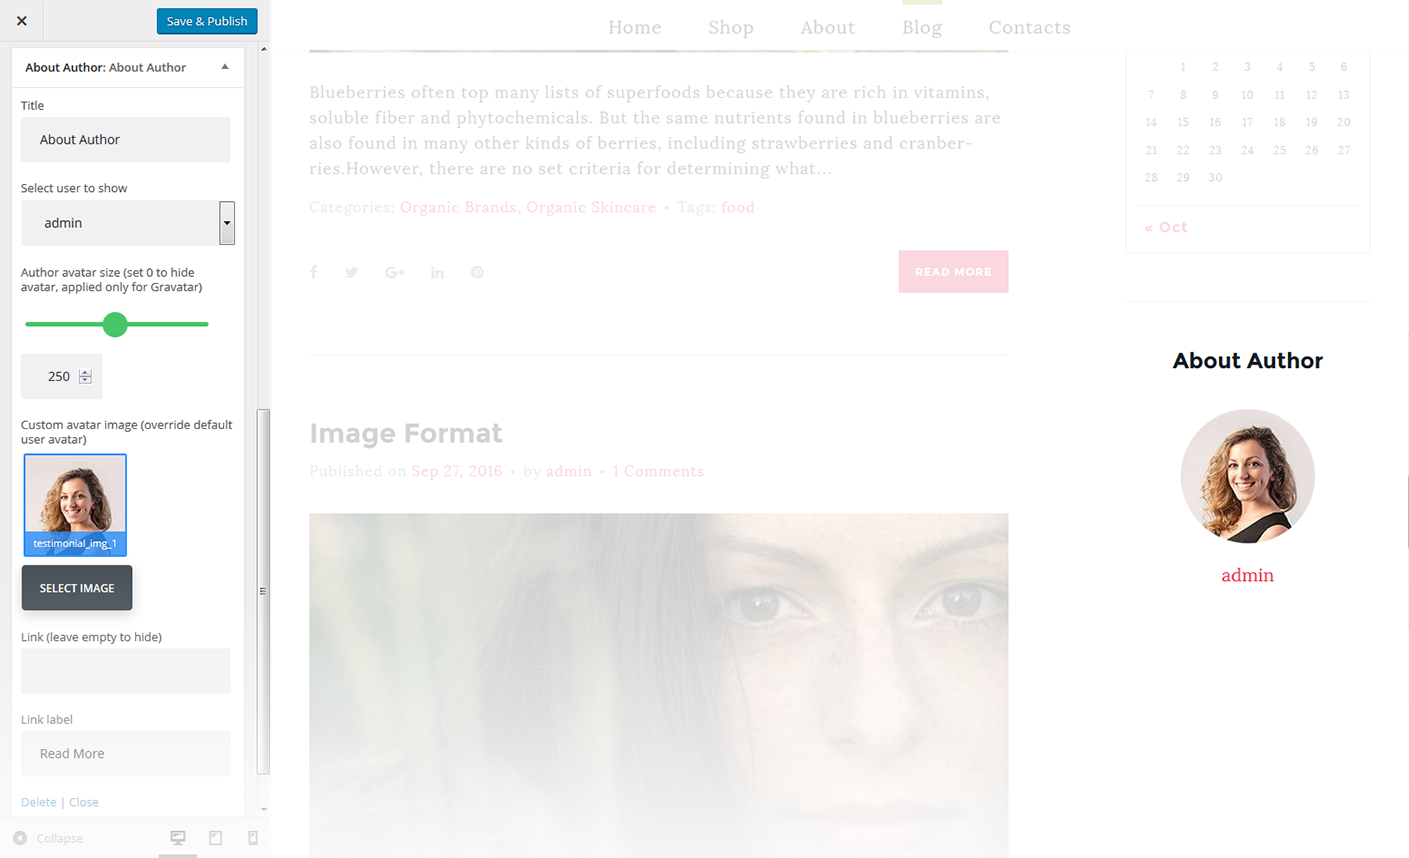 Save & Publish
About Author: About Author
Title
About Author
Select user to show
admin
Author avatar size (set 0 to hide
avatar, applied only for Gravatar)
250
Custom avatar image (override default
user avatar)
testimonial_img_1
SELECT IMAGE
Link (leave empty to hide)
Link label
Read More
Delete | Close
Collapse
Home Shop About Blog Contacts
Blueberries often top many lists of superfoods because they are rich in vitamins,
soluble fiber and phytochemicals. But the same nutrients found in blueberries are
also found in many other kinds of berries, including strawberries and cranber-
ries.However, there are no set criteria for determining what...
Categories: Organic Brands, Organic Skincare • Tags: food
READ MORE
Image Format
Published on Sep 27, 2016 • by admin • 1 Comments
1 2 3 4 5 6
7 8 9 10 11 12 13
14 15 16 17 18 19 20
21 22 23 24 25 26 27
28 29 30
« Oct
About Author
admin